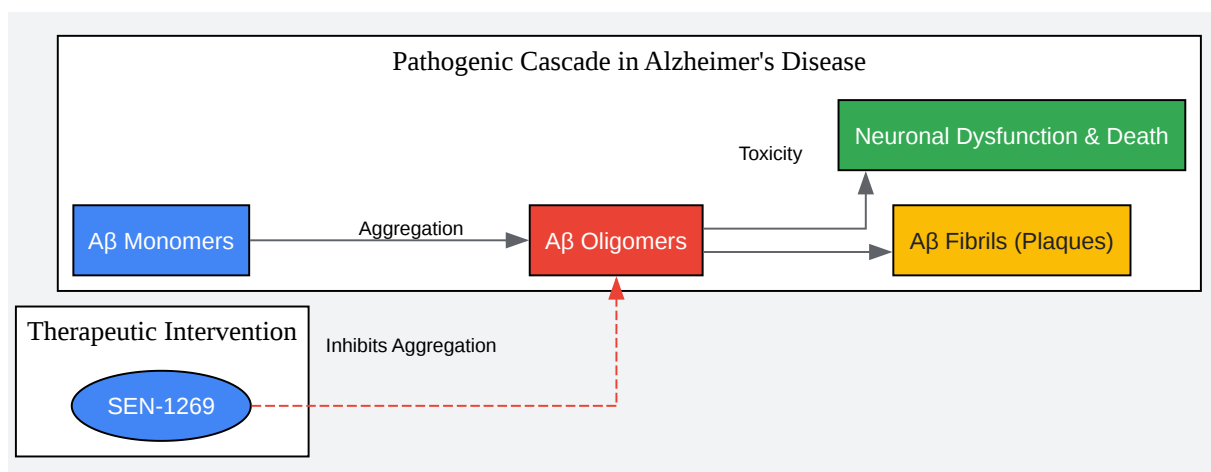 Pathogenic Cascade in Alzheimer's Disease
Neuronal Dysfunction & Death
Toxicity
Aβ Monomers
Aggregation
Aβ Oligomers
Aβ Fibrils (Plaques)
Therapeutic Intervention
Inhibits Aggregation
SEN-1269